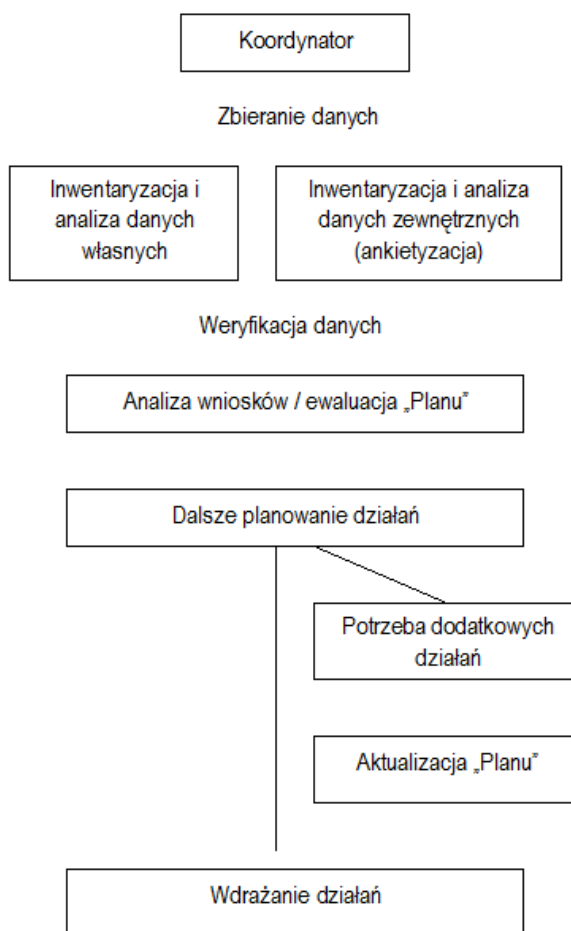 Koordynator
Zbieranie danych
Inwentaryzacja i
analiza danych
własnych
Inwentaryzacja i analiza
danych zewnętrznych
(ankietyzacja)
Weryfikacja danych
Analiza wniosków / ewaluacja „Planu”
Dalsze planowanie działań
Potrzeba dodatkowych
działań
Aktualizacja „Planu”
Wdrażanie działań